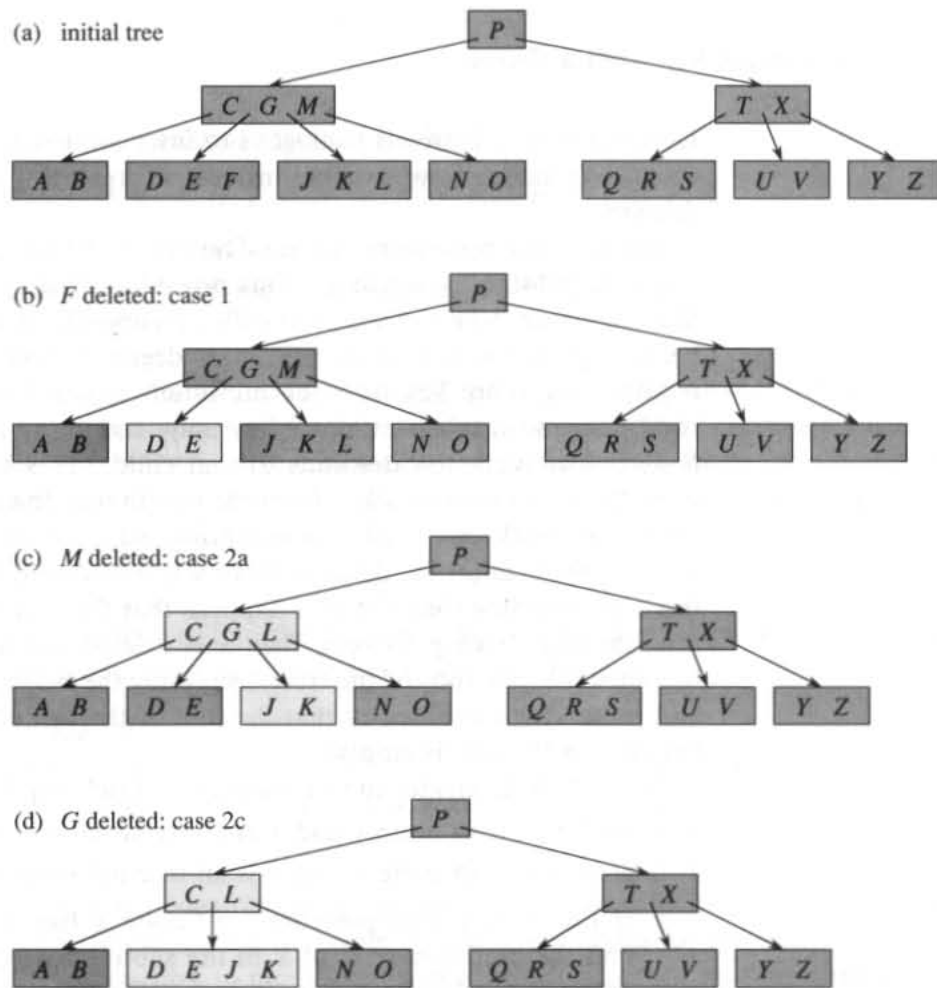 (a) initial tree
P
C G M
T X
A B
D E F
J K L
N O
Q R S
U V
Y Z
(b) F deleted: case 1
P
C G M
T X
A B
D E
J K L
N O
Q R S
U V
Y Z
(c) M deleted: case 2a
P
C G L
T X
A B
D E
J K
N O
Q R S
U V
Y Z
(d) G deleted: case 2c
P
C L
T X
A B
D E J K
N O
Q R S
U V
Y Z